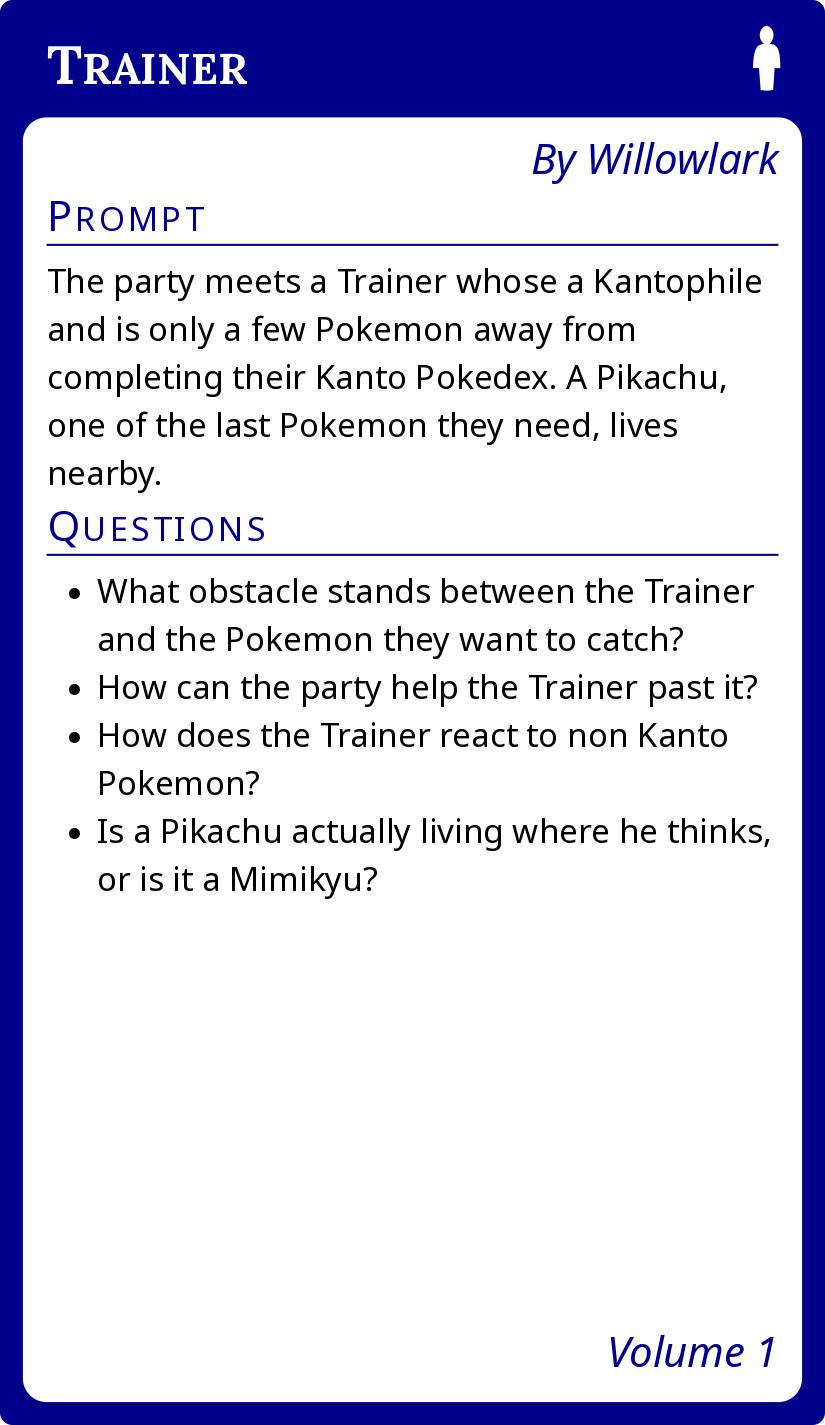 Trainer
By Willowlark
Prompt
The party meets a Trainer whose a Kantophile
and is only a few Pokemon away from
completing their Kanto Pokedex. A Pikachu,
one of the last Pokemon they need, lives
nearby.
Questions
• What obstacle stands between the Trainer
and the Pokemon they want to catch?
• How can the party help the Trainer past it?
• How does the Trainer react to non Kanto
Pokemon?
• Is a Pikachu actually living where he thinks,
or is it a Mimikyu?
Volume 1